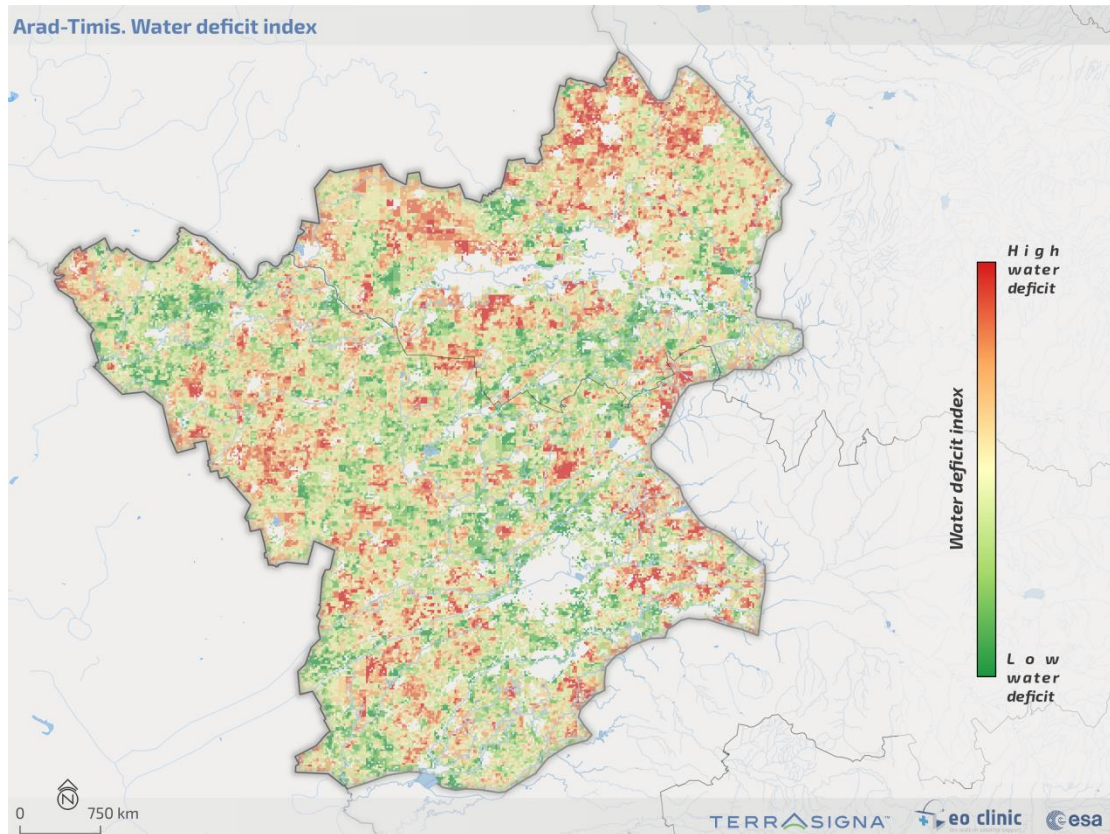 Arad-Timis. Water deficit index
High
water
deficit
Water deficit index
Low
water
deficit
N
0 750 km
TERRASIGNA™
eo clinic
esa